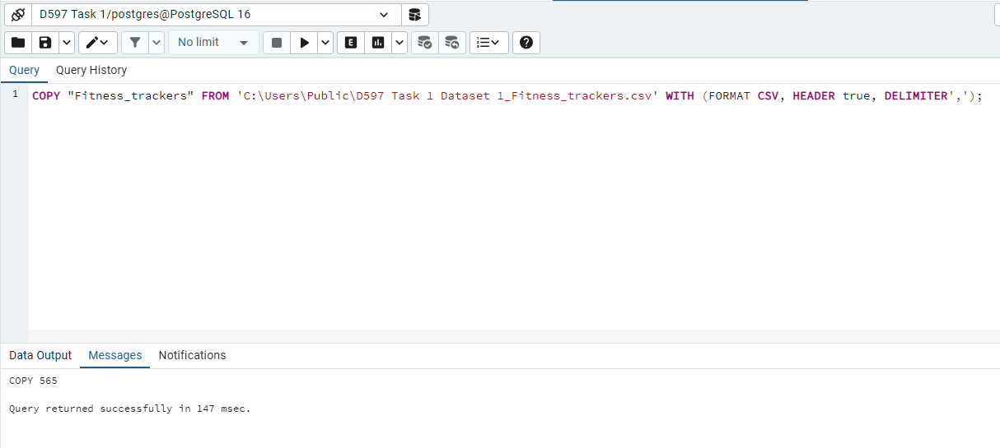 D597 Task 1/postgres@PostgreSQL 16
No limit
E
Query Query History
1 COPY "Fitness_trackers" FROM 'C:\Users\Public\D597 Task 1 Dataset 1_Fitness_trackers.csv' WITH (FORMAT CSV, HEADER true, DELIMITER',');
Data Output Messages Notifications
COPY 565
Query returned successfully in 147 msec.